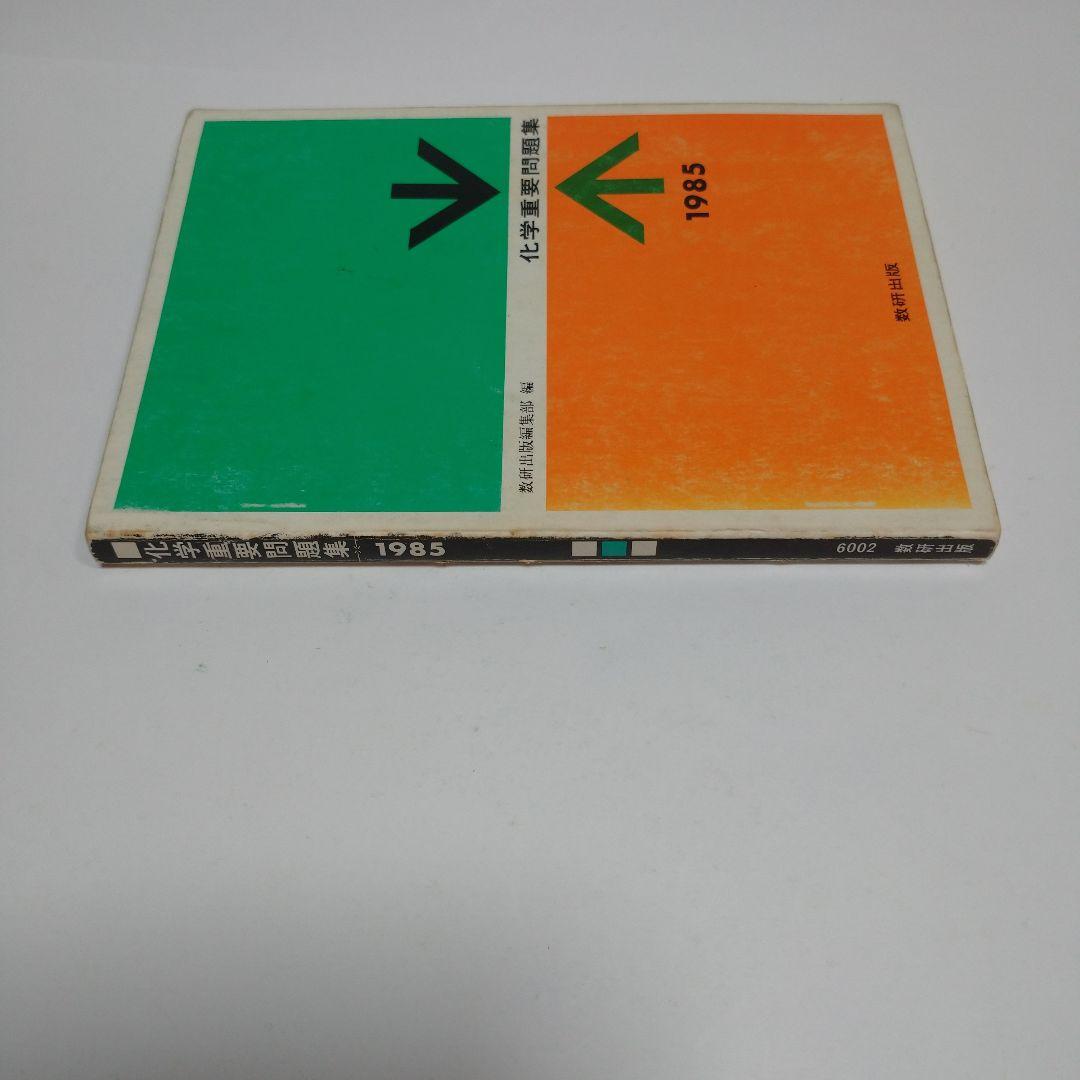 化学重要問題集
1985
数研出版編集部 編
数研出版
化学重要問題集 1985
6002 数研出版